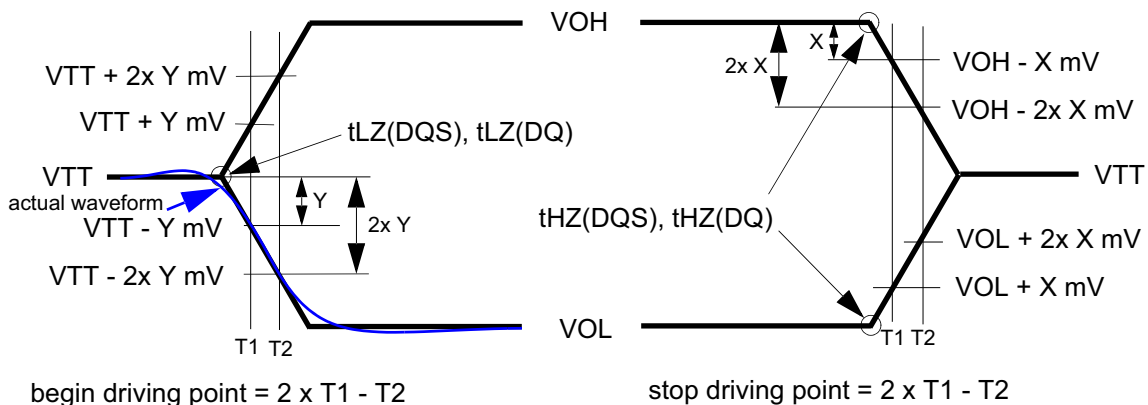 VOH
VTT + 2x Y mV
VTT + Y mV
tLZ(DQS), tLZ(DQ)
VTT
actual waveform
VTT - Y mV
VTT - 2x Y mV
Y
2x Y
VOL
T1 T2
begin driving point = 2 x T1 - T2
X
2x X
VOH - X mV
VOH - 2x X mV
VTT
tHZ(DQS), tHZ(DQ)
VOL + 2x X mV
VOL + X mV
T1 T2
stop driving point = 2 x T1 - T2